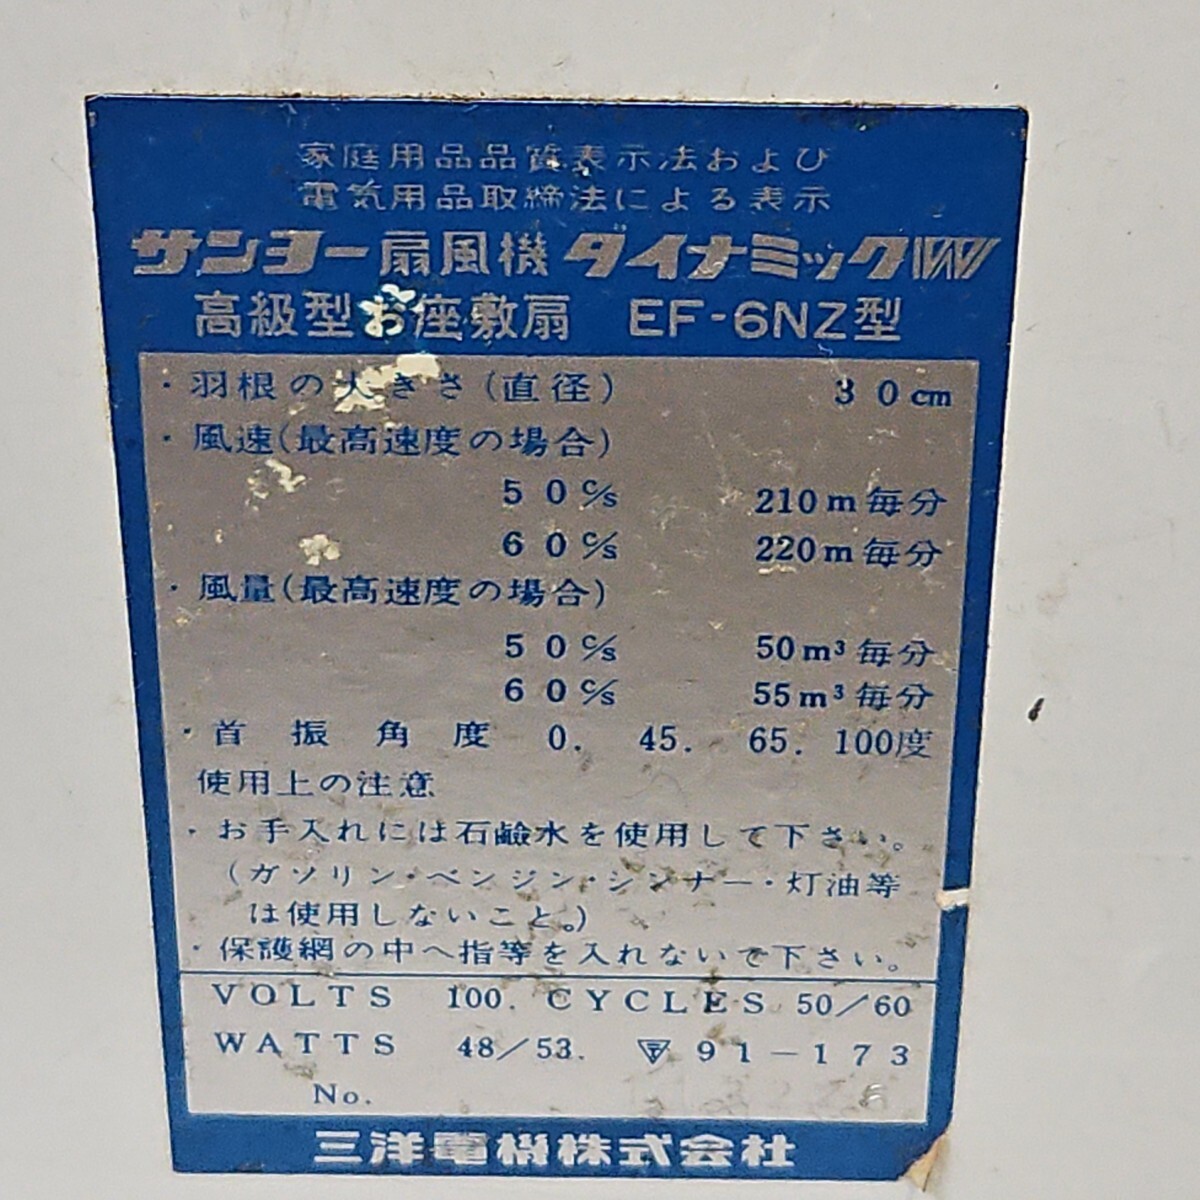 家庭用品品質表示法および
電気用品取締法による表示
サンヨー扇風機 ダイナミックW
高級型お座敷扇 EF-6NZ型
・羽根の大きさ(直径) 30cm
・風速(最高速度の場合)
50c/s 210m毎分
60c/s 220m毎分
・風量(最高速度の場合)
50c/s 50m³毎分
60c/s 55m³毎分
・首振角度 0. 45. 65. 100度
使用上の注意
・お手入れには石鹼水を使用して下さい。
(ガソリン・ベンジン・シンナー・灯油等
は使用しないこと。)
・保護網の中へ指等を入れないで下さい。
VOLTS 100. CYCLES 50/60
WATTS 48/53. 91-173
No.
三洋電機株式会社